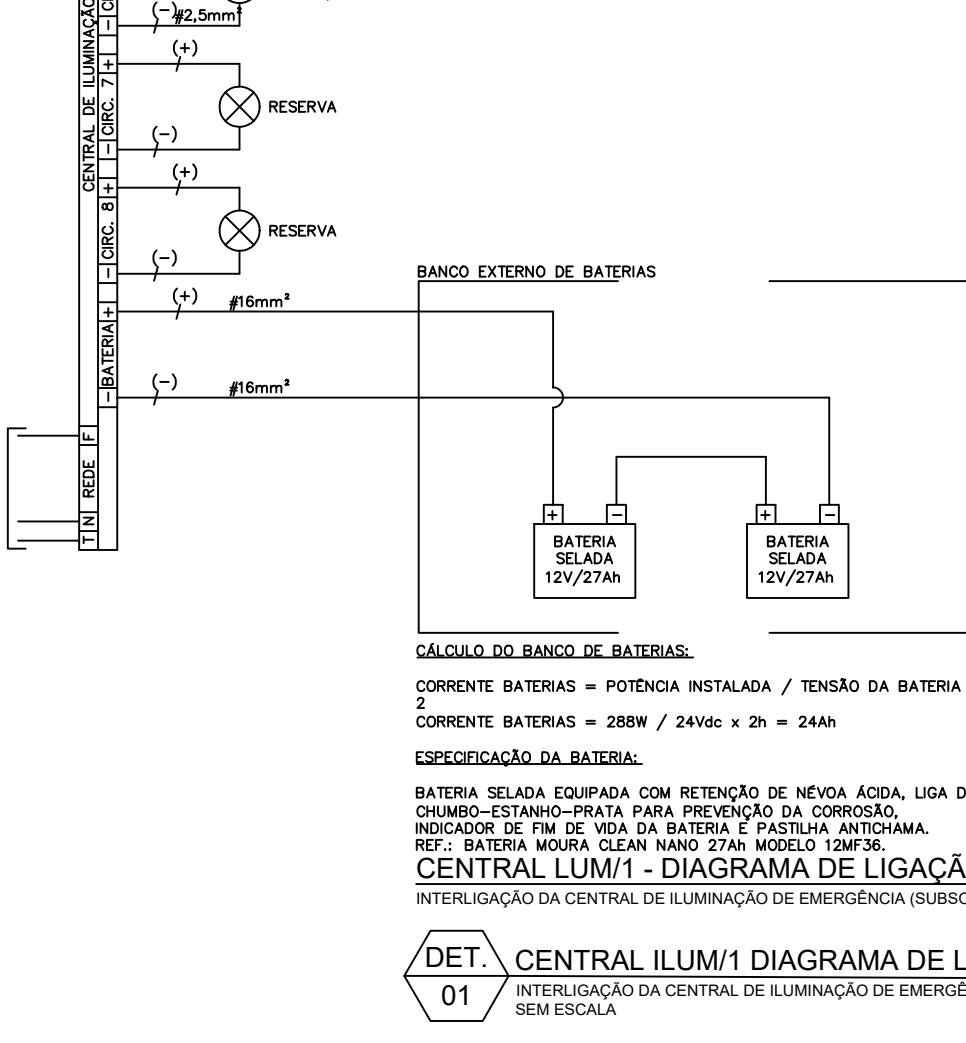 (-)
#2,5mm²
CENTRAL DE ILUMINAÇÃO
-
(+)
+
CIRC. 7
RESERVA
(-)
-
(+)
+
CIRC. 8
RESERVA
(-)
-
BANCO EXTERNO DE BATERIAS
(+)
#16mm²
+
BATERIA
(-)
#16mm²
-
F
REDE
N
T
+ -
+ -
BATERIA
SELADA
12V/27Ah
BATERIA
SELADA
12V/27Ah
CÁLCULO DO BANCO DE BATERIAS:
CORRENTE BATERIAS = POTÊNCIA INSTALADA / TENSÃO DA BATERIA
2
CORRENTE BATERIAS = 288W / 24Vdc x 2h = 24Ah
ESPECIFICAÇÃO DA BATERIA:
BATERIA SELADA EQUIPADA COM RETENÇÃO DE NÉVOA ÁCIDA, LIGA D
CHUMBO-ESTANHO-PRATA PARA PREVENÇÃO DA CORROSÃO,
INDICADOR DE FIM DE VIDA DA BATERIA E PASTILHA ANTICHAMA.
REF.: BATERIA MOURA CLEAN NANO 27Ah MODELO 12MF36.
CENTRAL LUM/1 - DIAGRAMA DE LIGAÇÃ
INTERLIGAÇÃO DA CENTRAL DE ILUMINAÇÃO DE EMERGÊNCIA (SUBSO
DET.
01
CENTRAL ILUM/1 DIAGRAMA DE L
INTERLIGAÇÃO DA CENTRAL DE ILUMINAÇÃO DE EMERGÊ
SEM ESCALA